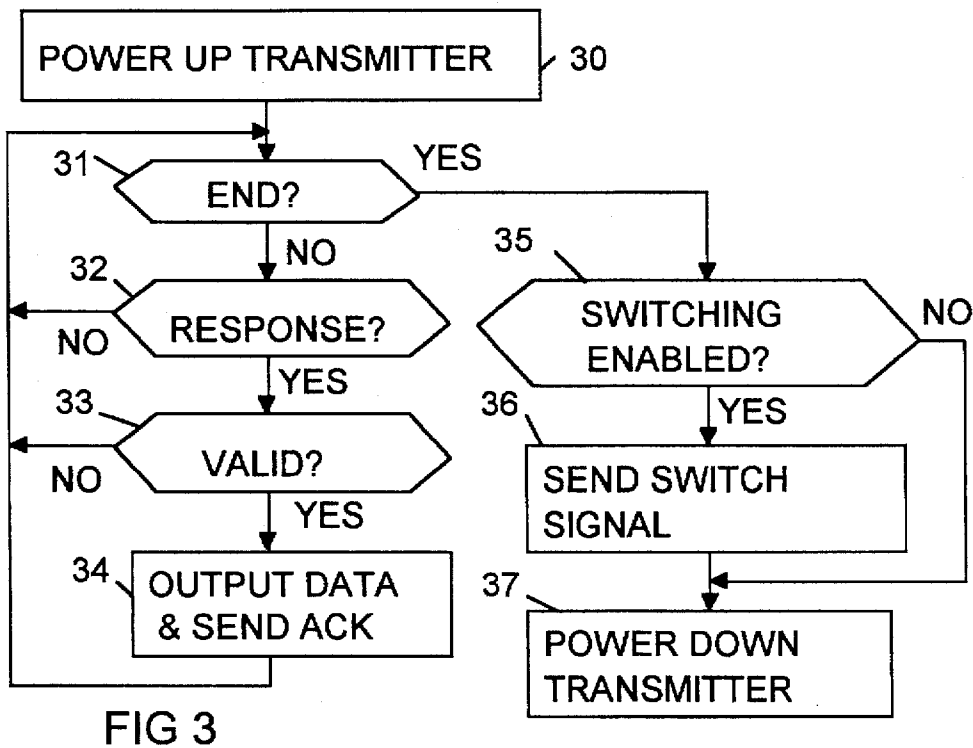 POWER UP TRANSMITTER
30
31
END?
YES
NO
32
RESPONSE?
NO
YES
33
VALID?
NO
YES
34
OUTPUT DATA
& SEND ACK
35
SWITCHING
ENABLED?
NO
YES
36
SEND SWITCH
SIGNAL
37
POWER DOWN
TRANSMITTER
FIG 3